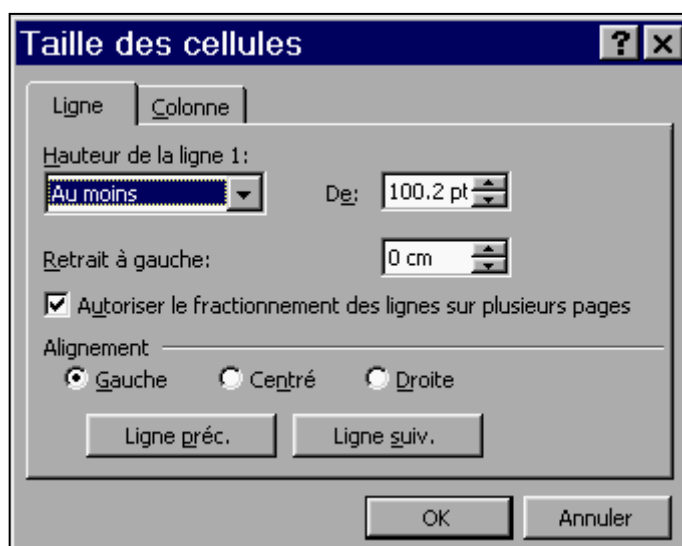 Taille des cellules
Ligne Colonne
Hauteur de la ligne 1:
Au moins De: 100.2 pt
Retrait à gauche: 0 cm
Autoriser le fractionnement des lignes sur plusieurs pages
Alignement
Gauche Centré Droite
Ligne préc. Ligne suiv.
OK Annuler